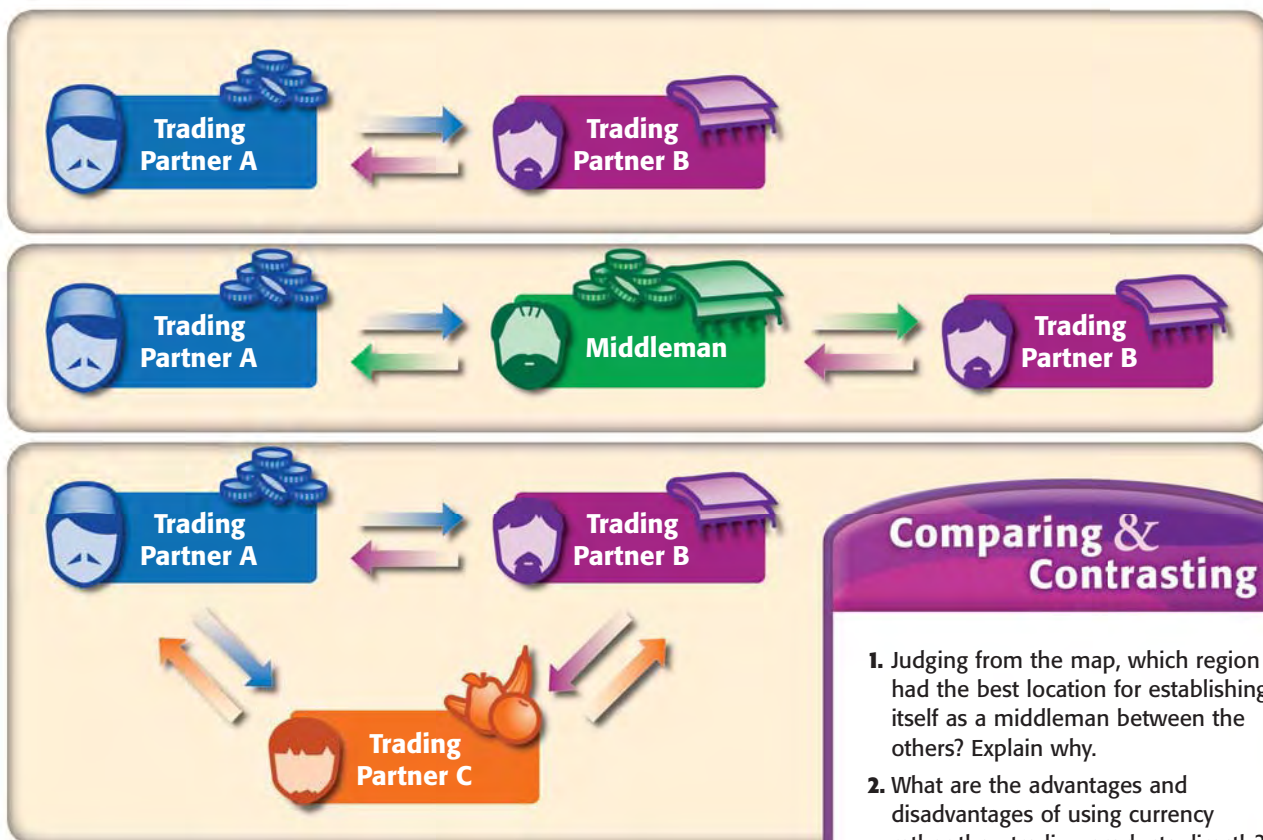 Trading
Partner A
Trading
Partner B
Trading
Partner A
Middleman
Trading
Partner B
Trading
Partner A
Trading
Partner B
Trading
Partner C
Comparing &
Contrasting
1. Judging from the map, which region
had the best location for establishing
itself as a middleman between the
others? Explain why.
2. What are the advantages and
disadvantages of using currency